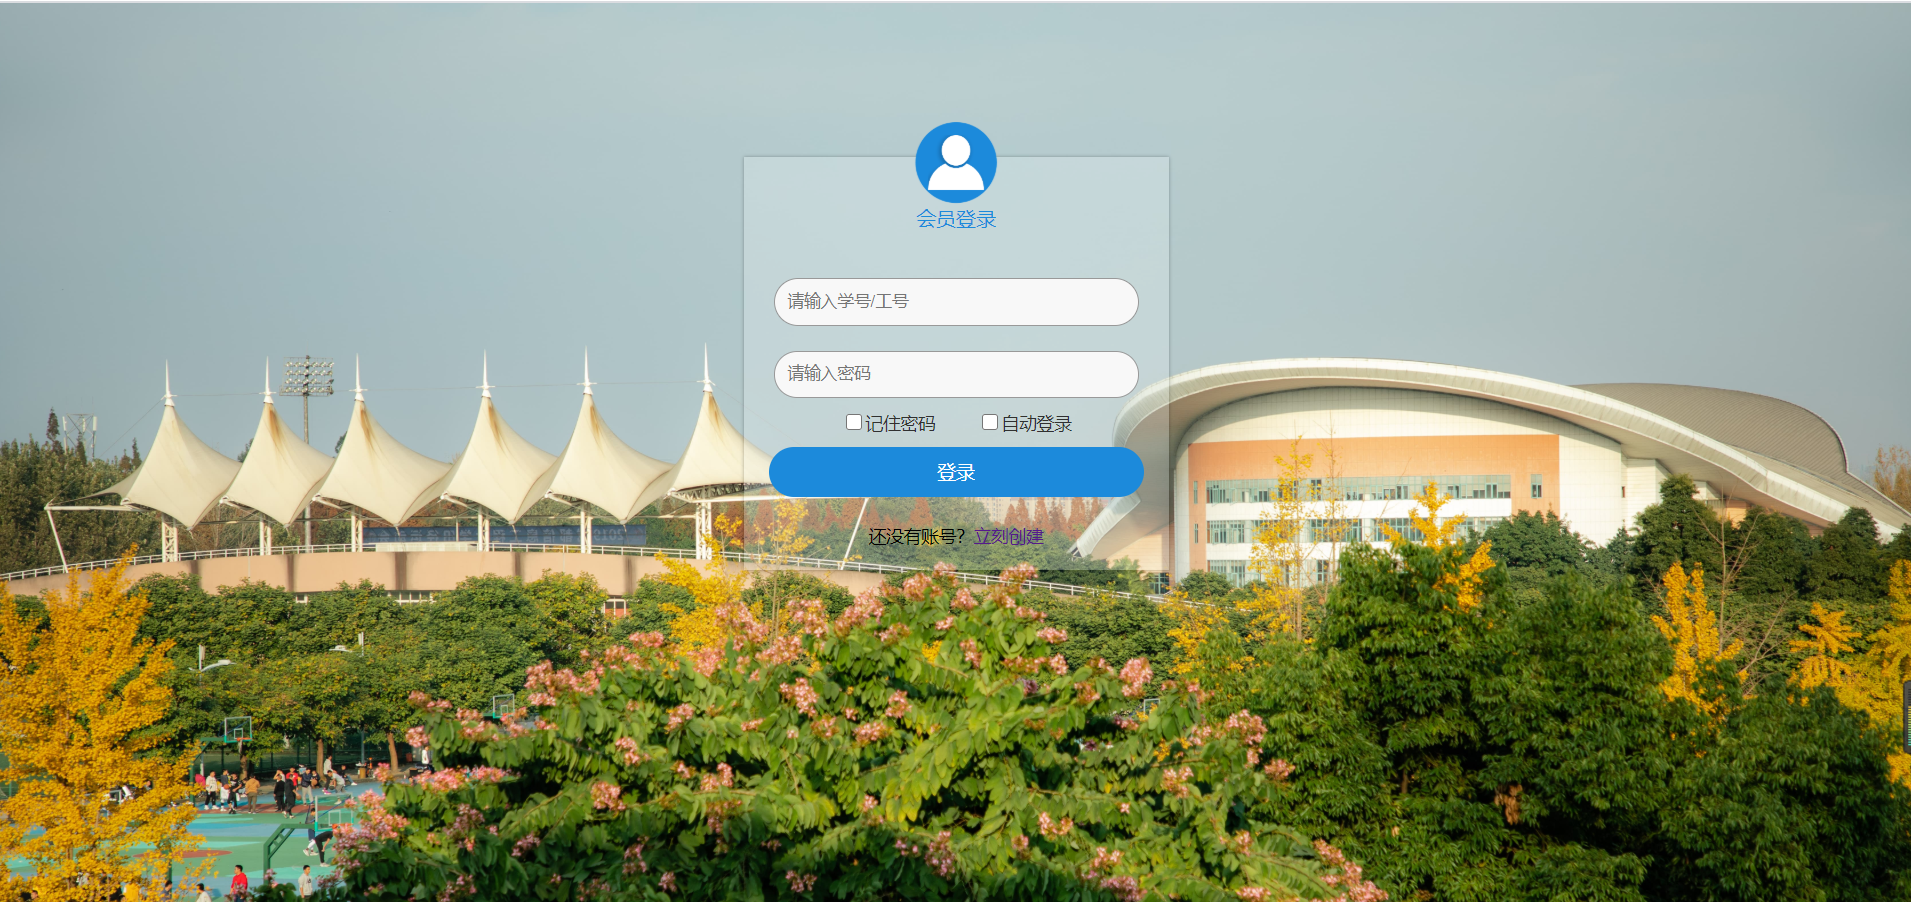 会员登录
请输入学号/工号
请输入密码
记住密码 自动登录
登录
还没有账号？立刻创建